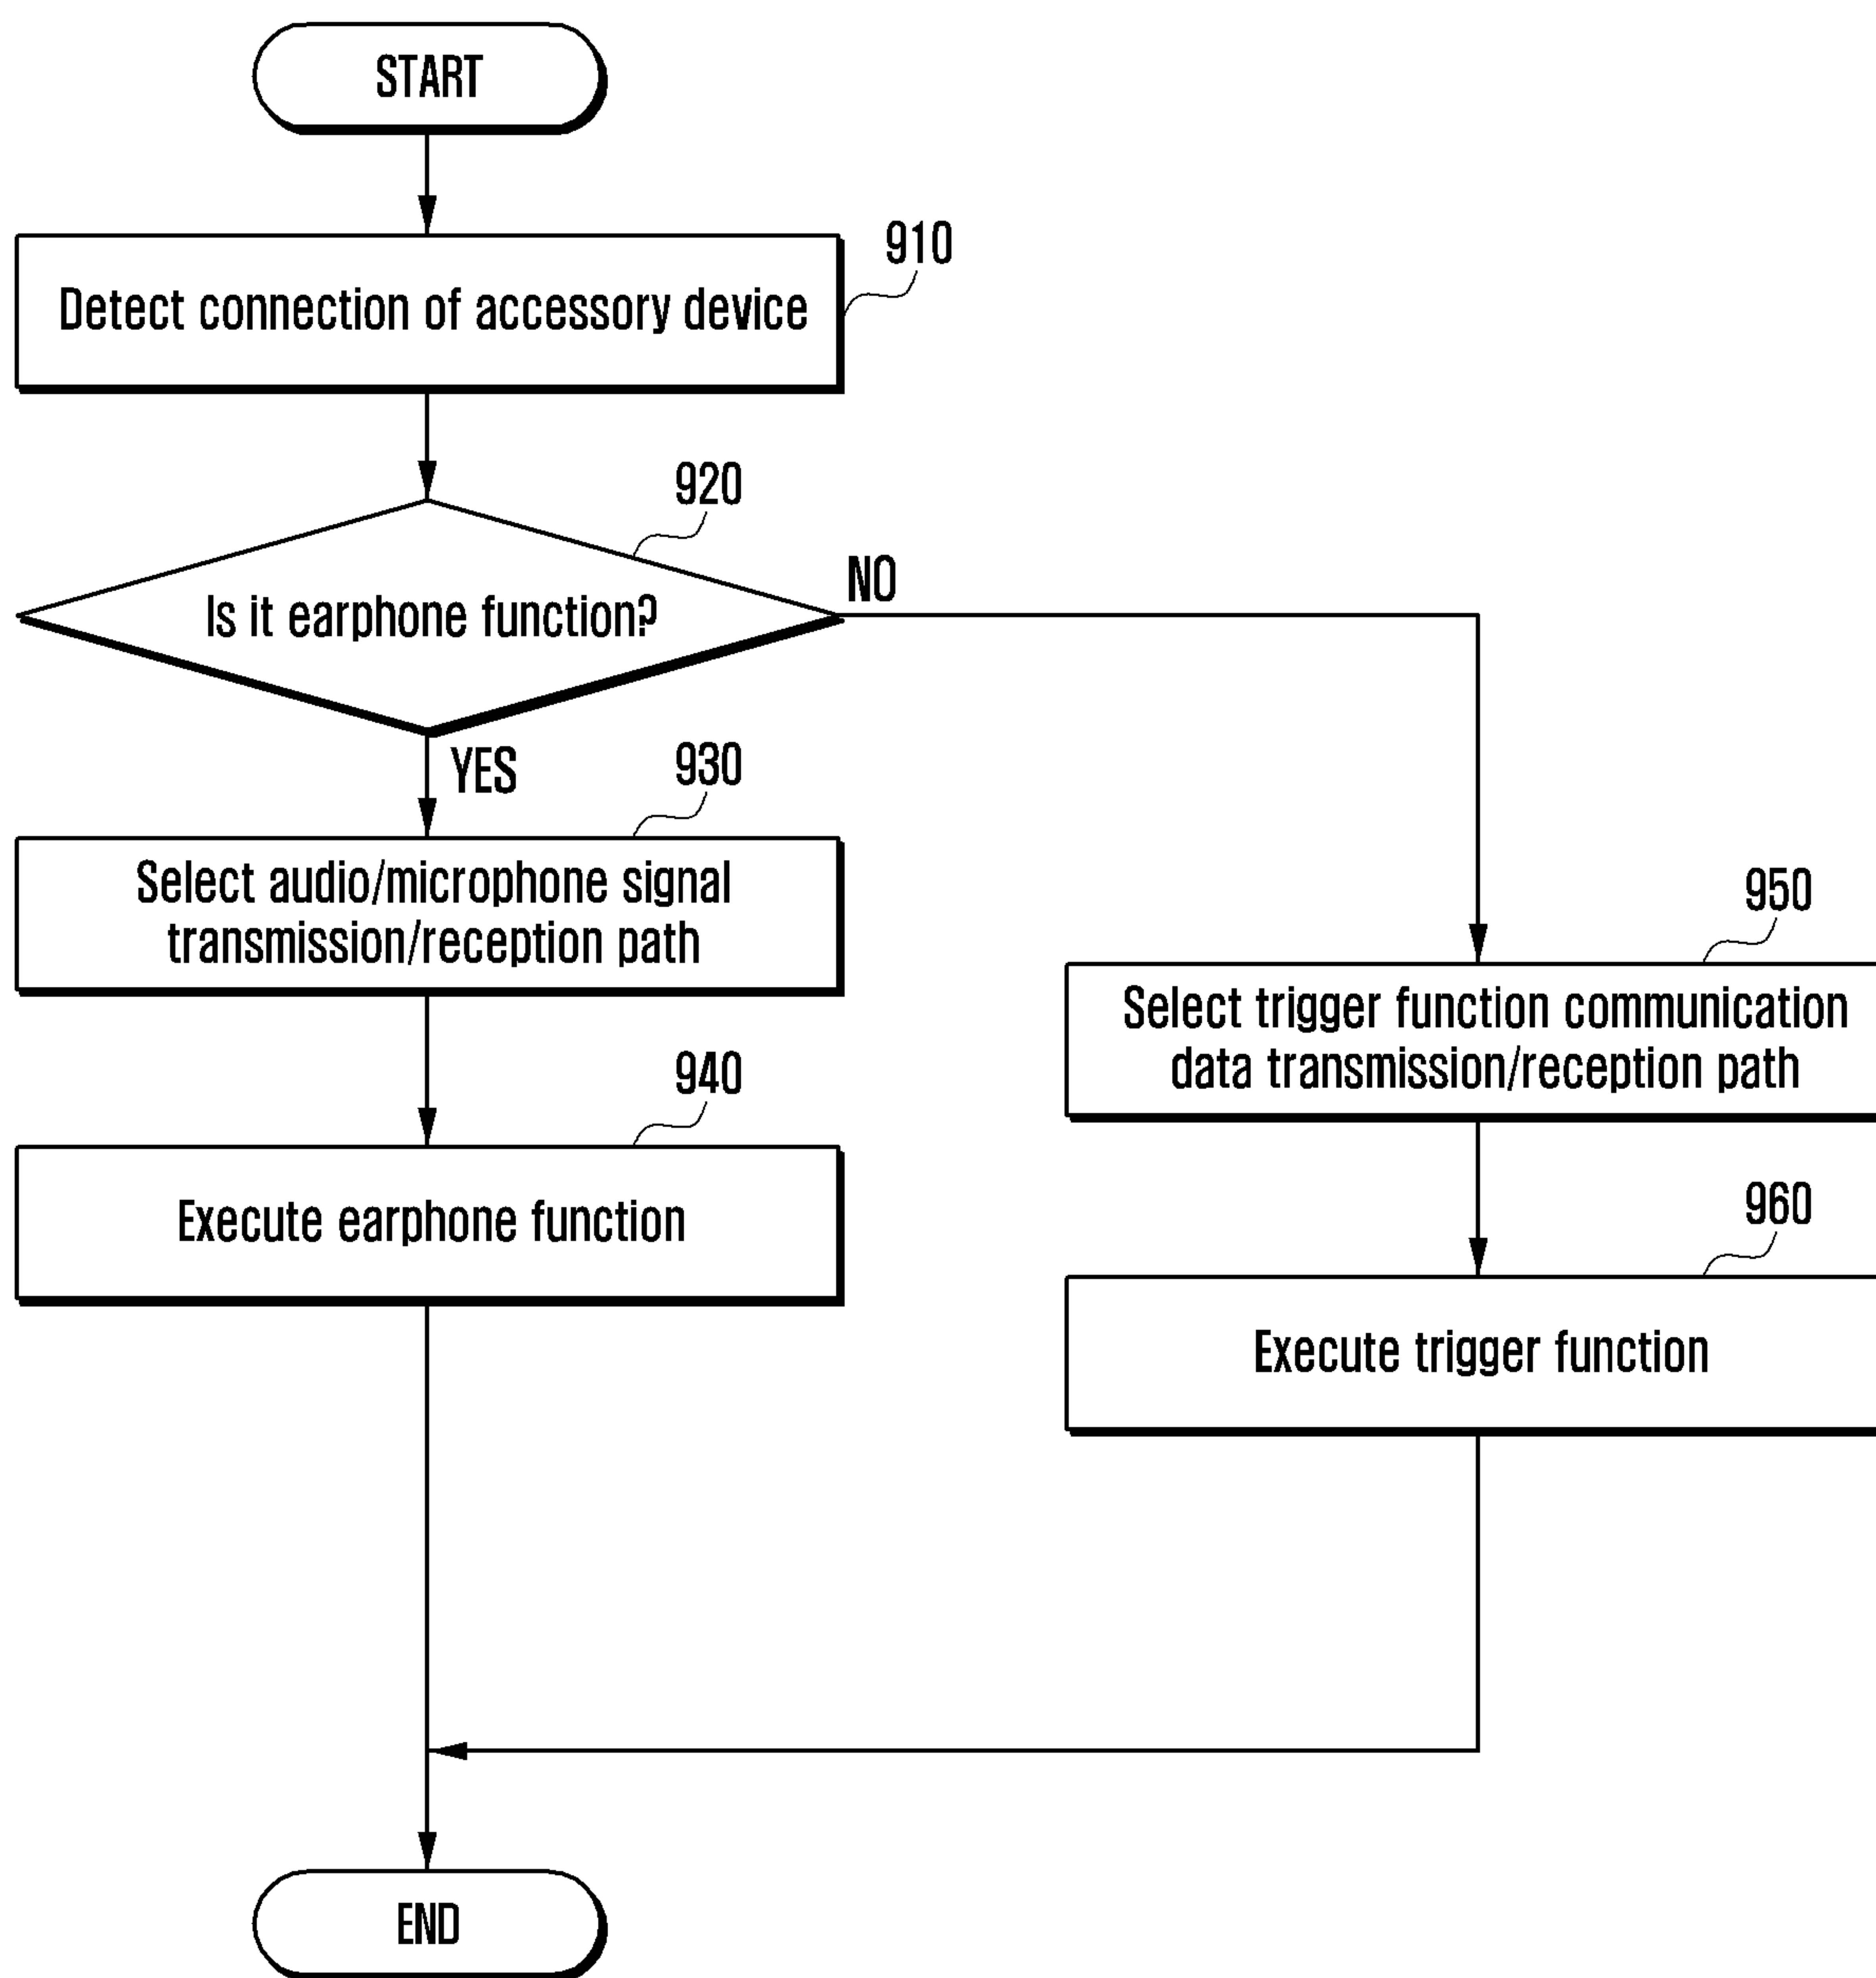 START
910
Detect connection of accessory device
920
Is it earphone function?
NO
YES
930
Select audio/microphone signal
transmission/reception path
940
Execute earphone function
950
Select trigger function communication
data transmission/reception path
960
Execute trigger function
END